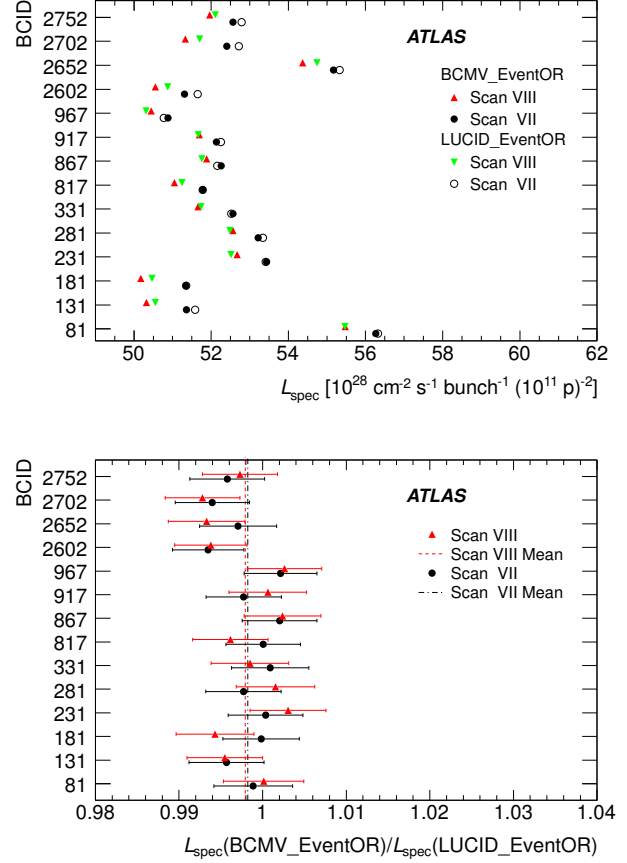 BCID
2752
2702
2652
2602
967
917
867
817
331
281
231
181
131
81
ATLAS
BCMV_EventOR
Scan VIII
Scan VII
LUCID_EventOR
Scan VIII
Scan VII
50 52 54 56 58 60 62
L_spec [10^28 cm^-2 s^-1 bunch^-1 (10^11 p)^-2]
BCID
2752
2702
2652
2602
967
917
867
817
331
281
231
181
131
81
ATLAS
Scan VIII
Scan VIII Mean
Scan VII
Scan VII Mean
0.98 0.99 1 1.01 1.02 1.03 1.04
L_spec(BCMV_EventOR)/L_spec(LUCID_EventOR)